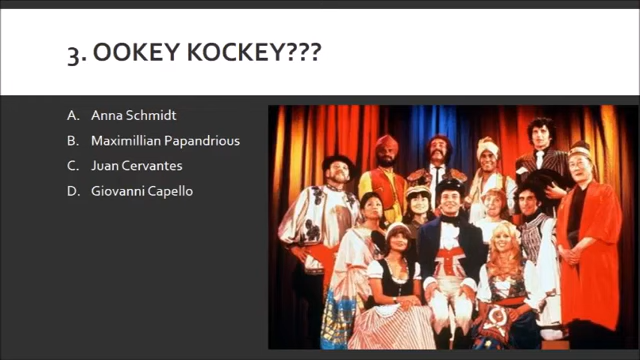 3. OOKEY KOCKEY???
A. Anna Schmidt
B. Maximillian Papandrious
C. Juan Cervantes
D. Giovanni Capello